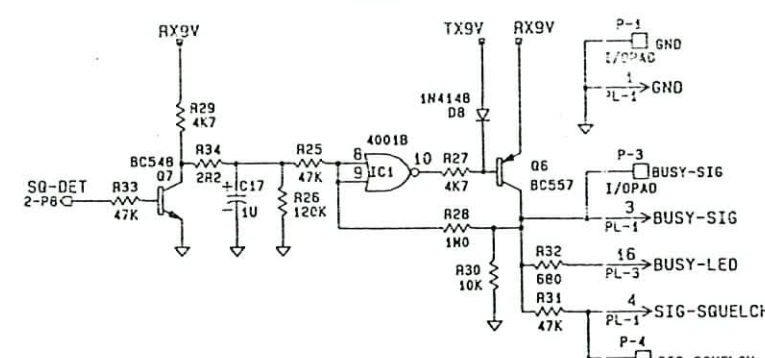 RX9V
TX9V
RX9V
P-1
GND
I/OPAD
1
GND
PL-1
R29
4K7
1N4148
D8
BC548
Q7
R34
2R2
R25
47K
4001B
8
9
IC1
10
R27
4K7
Q6
BC557
P-3
BUSY-SIG
I/OPAD
SQ-DET
2-P8
R33
47K
+
C17
-
1U
R26
120K
R28
1M0
3
BUSY-SIG
PL-1
R30
10K
R32
680
16
BUSY-LED
PL-3
R31
47K
4
SIG-SQUELCH
PL-1
P-4
SIG-SQUELCH